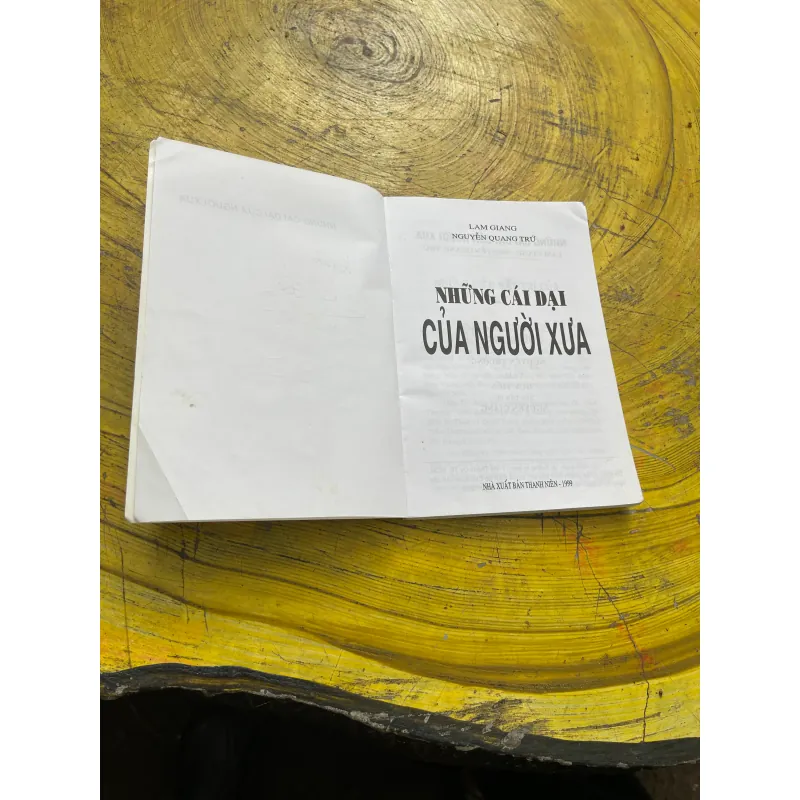 LAM GIANG
NGUYỄN QUANG TRỨ
NHỮNG CÁI DẠI
CỦA NGƯỜI XƯA
NHÀ XUẤT BẢN THANH NIÊN - 1999